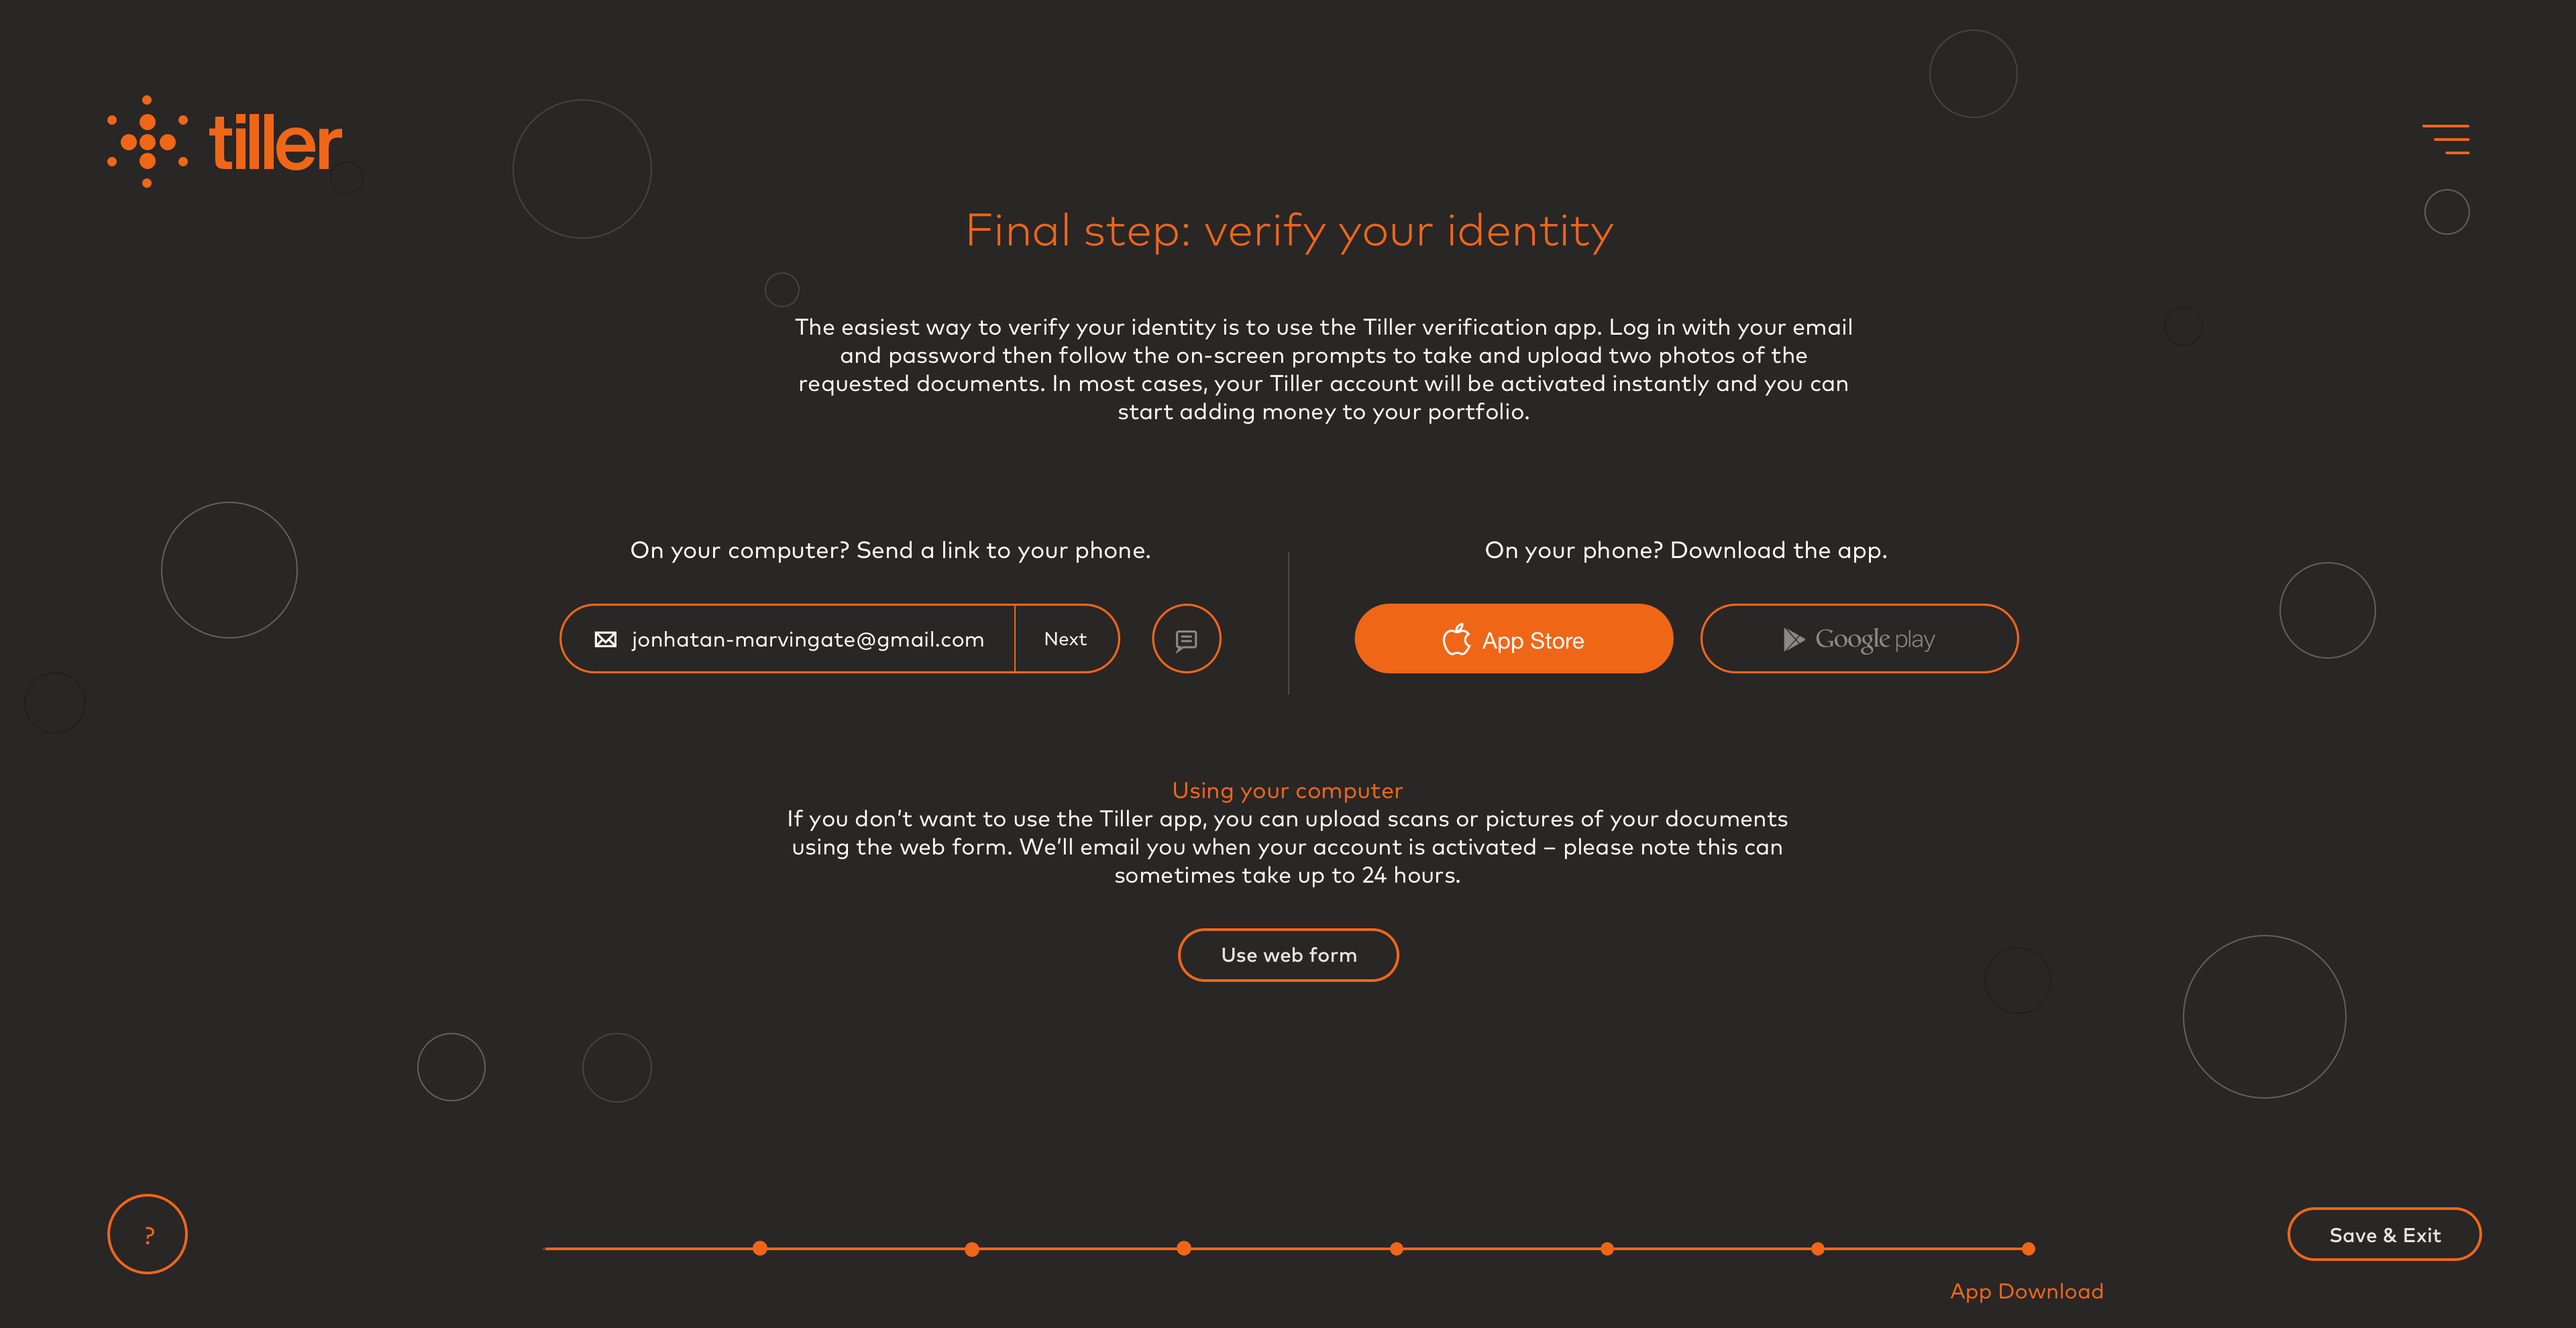 tiller
Final step: verify your identity
The easiest way to verify your identity is to use the Tiller verification app. Log in with your email
and password then follow the on-screen prompts to take and upload two photos of the
requested documents. In most cases, your Tiller account will be activated instantly and you can
start adding money to your portfolio.
On your computer? Send a link to your phone.
jonhatan-marvingate@gmail.com
Next
On your phone? Download the app.
App Store
Google play
Using your computer
If you don’t want to use the Tiller app, you can upload scans or pictures of your documents
using the web form. We’ll email you when your account is activated – please note this can
sometimes take up to 24 hours.
Use web form
?
App Download
Save & Exit